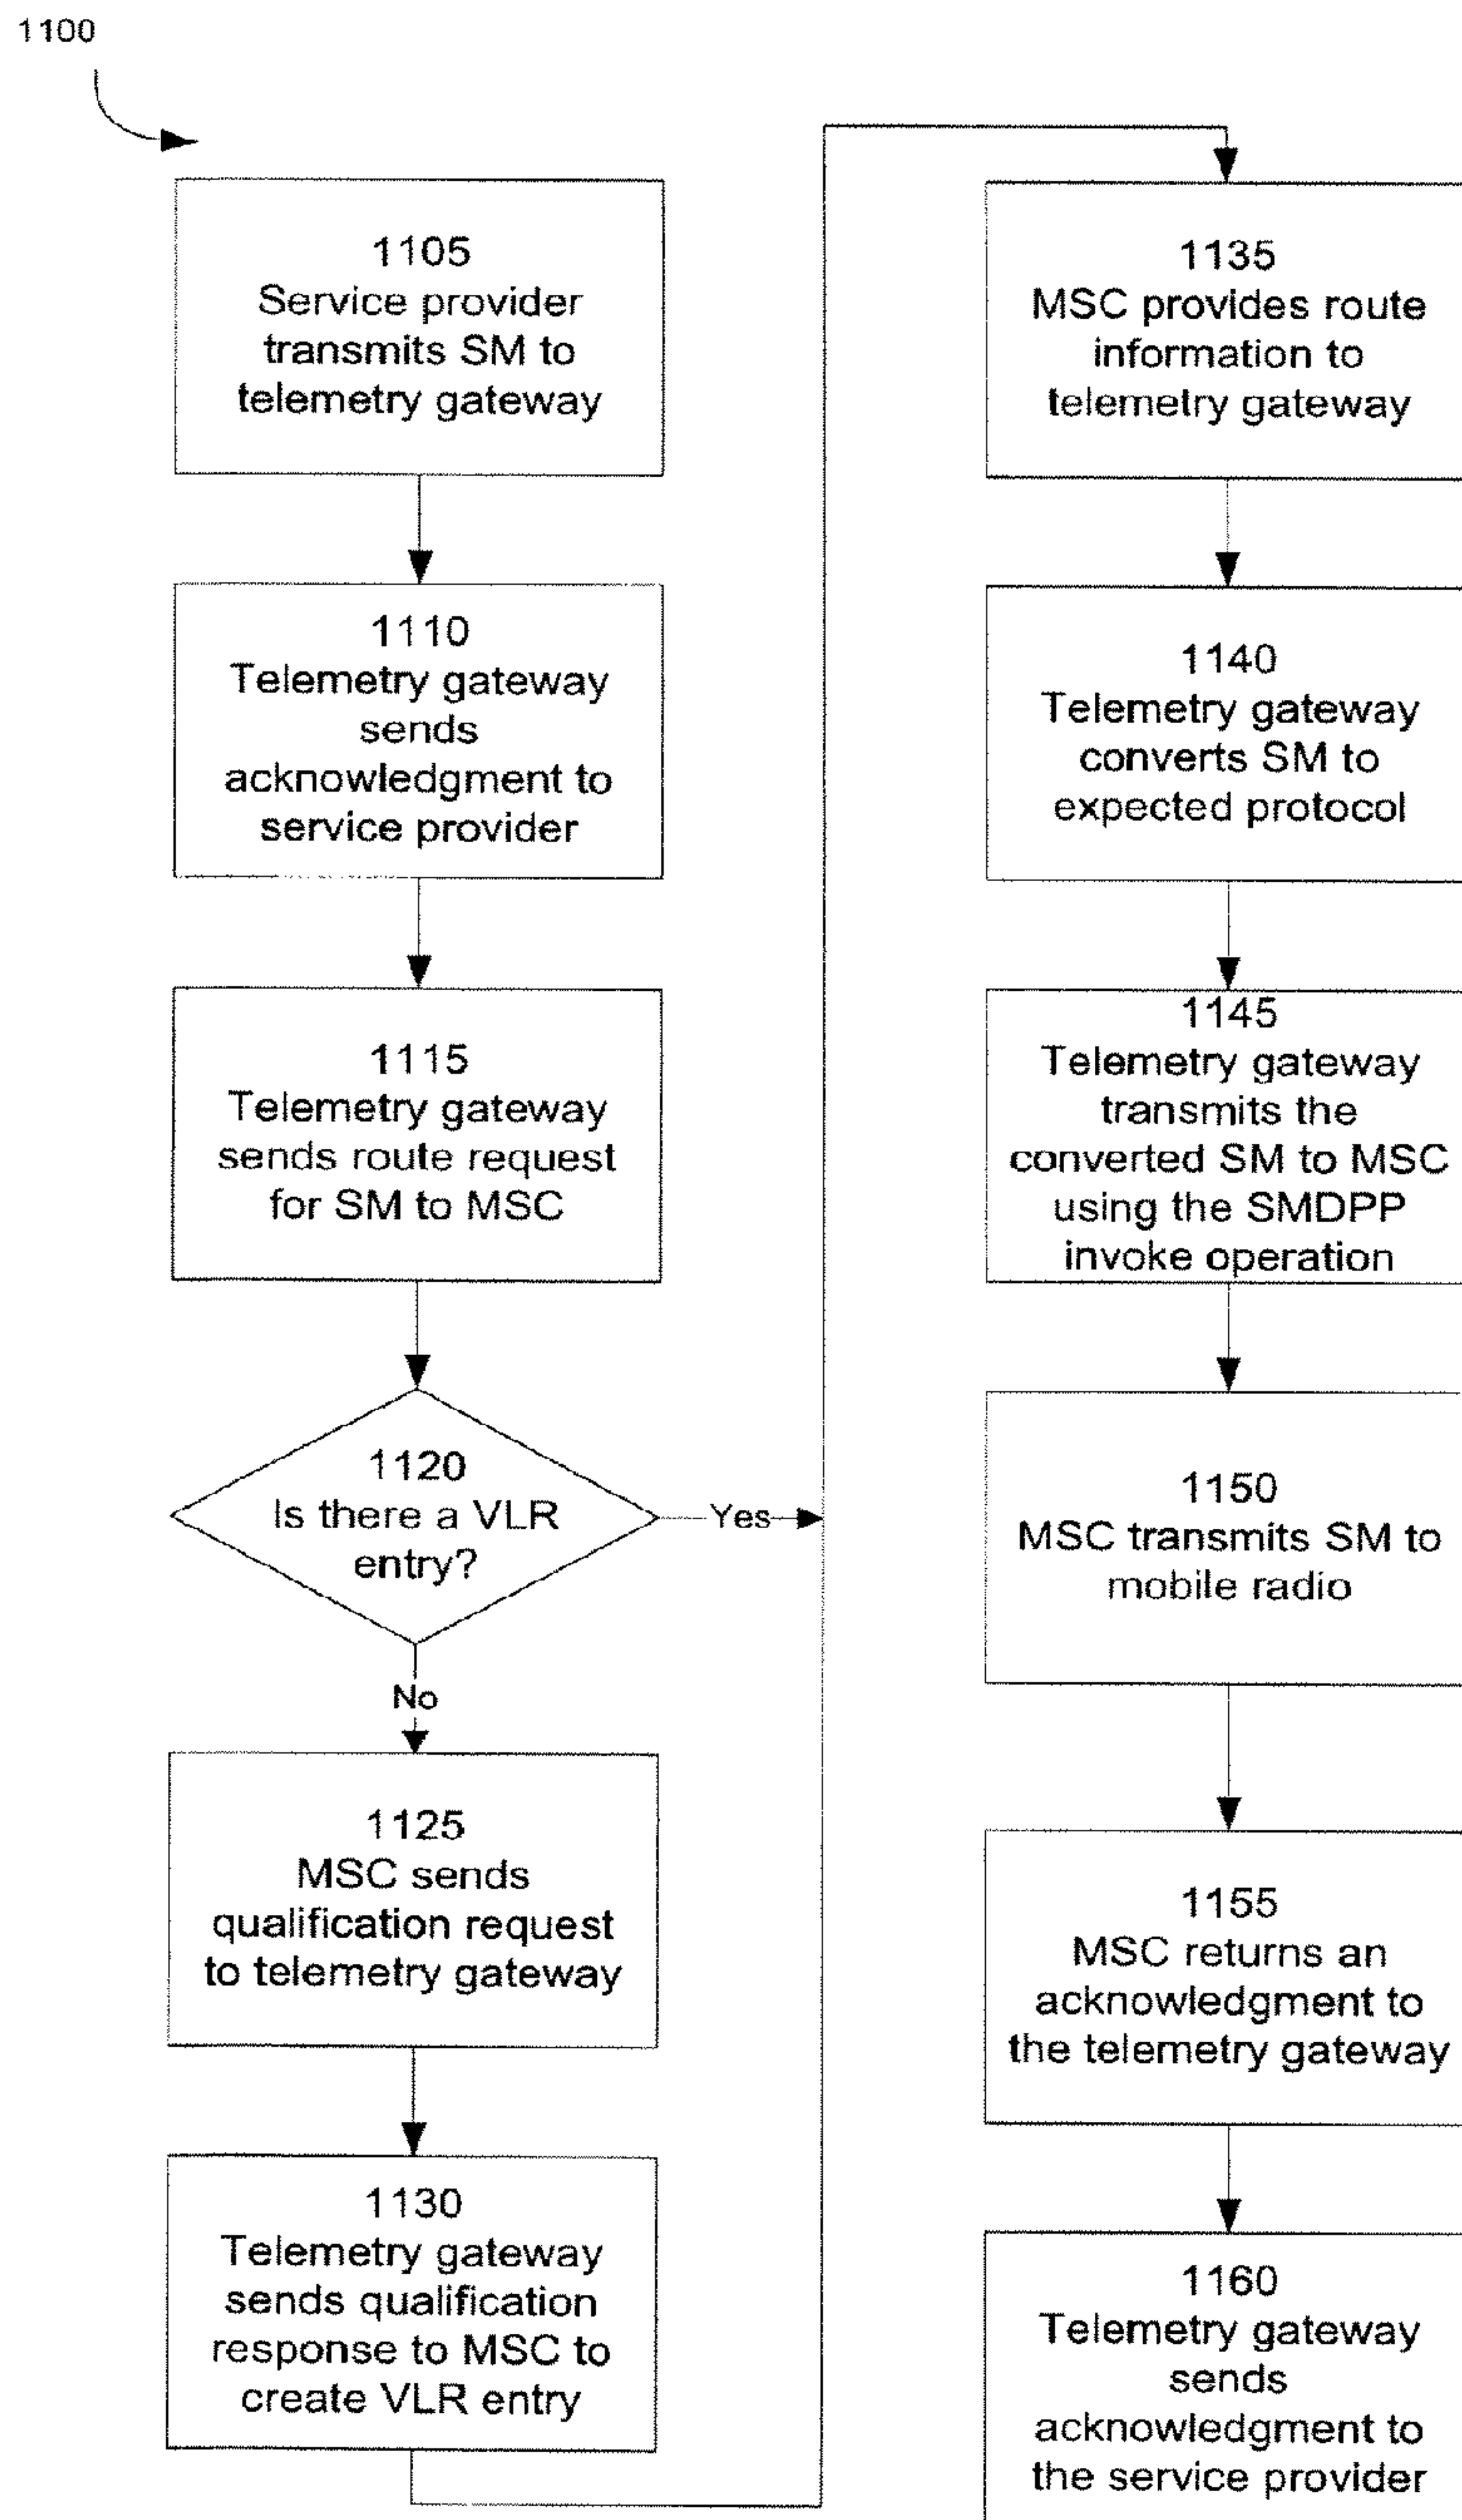 1100
1105
Service provider
transmits SM to
telemetry gateway
1110
Telemetry gateway
sends
acknowledgment to
service provider
1115
Telemetry gateway
sends route request
for SM to MSC
1120
Is there a VLR
entry?
Yes
No
1125
MSC sends
qualification request
to telemetry gateway
1130
Telemetry gateway
sends qualification
response to MSC to
create VLR entry
1135
MSC provides route
information to
telemetry gateway
1140
Telemetry gateway
converts SM to
expected protocol
1145
Telemetry gateway
transmits the
converted SM to MSC
using the SMDPP
invoke operation
1150
MSC transmits SM to
mobile radio
1155
MSC returns an
acknowledgment to
the telemetry gateway
1160
Telemetry gateway
sends
acknowledgment to
the service provider